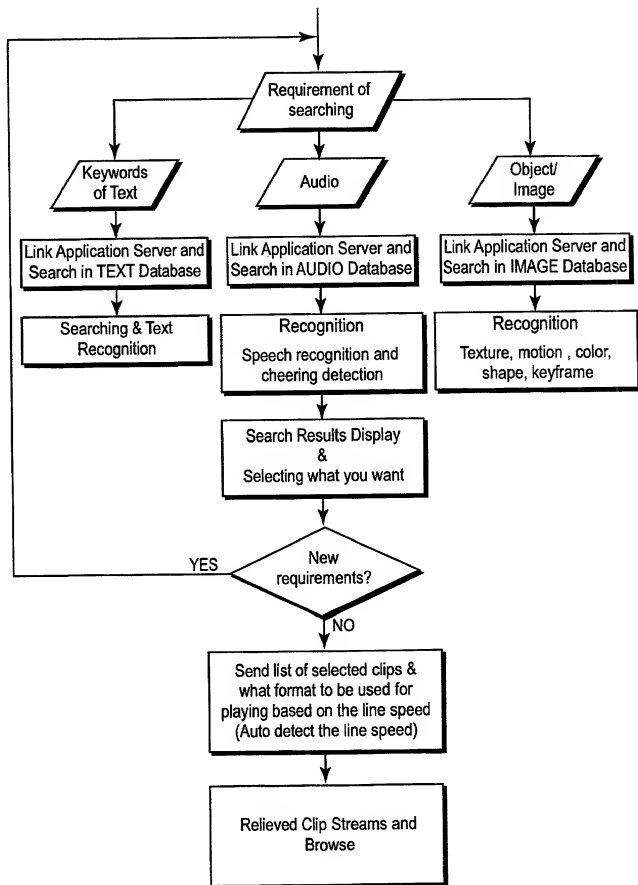 Requirement of
searching
Keywords
of Text
Audio
Object/
Image
Link Application Server and
Search in TEXT Database
Link Application Server and
Search in AUDIO Database
Link Application Server and
Search in IMAGE Database
Searching & Text
Recognition
Recognition
Speech recognition and
cheering detection
Recognition
Texture, motion , color,
shape, keyframe
Search Results Display
&
Selecting what you want
YES
New
requirements?
NO
Send list of selected clips &
what format to be used for
playing based on the line speed
(Auto detect the line speed)
Relieved Clip Streams and
Browse